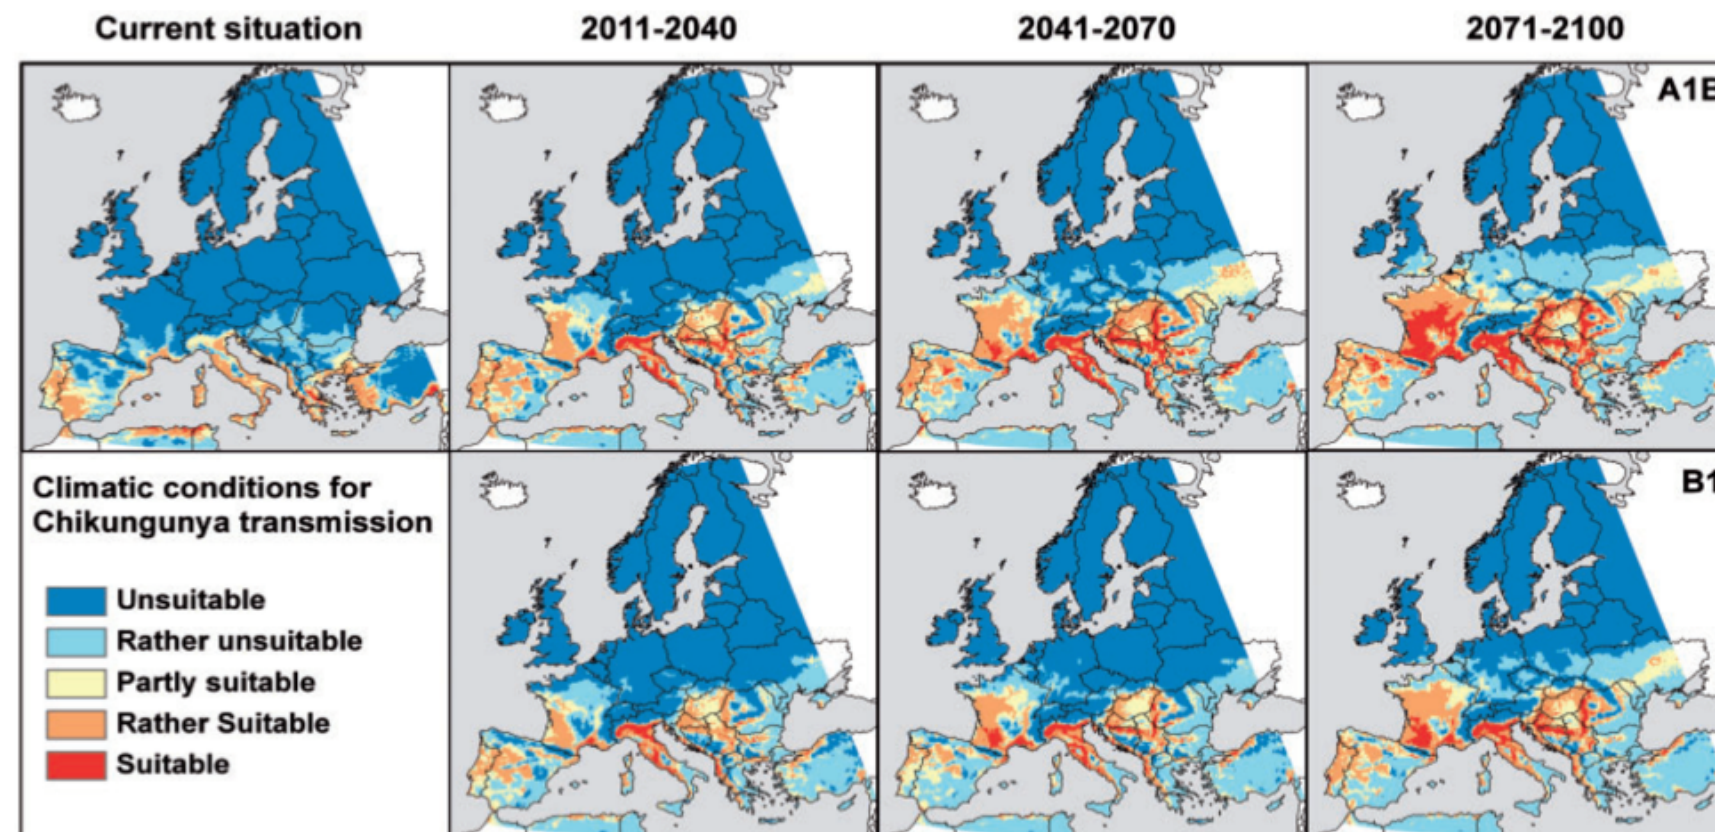 Current situation
2011-2040
2041-2070
2071-2100
A1B
B1
Climatic conditions for
Chikungunya transmission
Unsuitable
Rather unsuitable
Partly suitable
Rather Suitable
Suitable